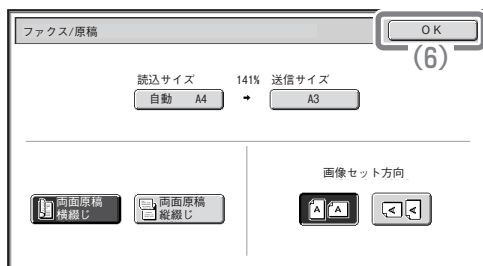 ファクス/原稿
OK
(6)
読込サイズ 141% 送信サイズ
自動 A4 → A3
画像セット方向
両面原稿
横綴じ
両面原稿
縦綴じ
A A A A